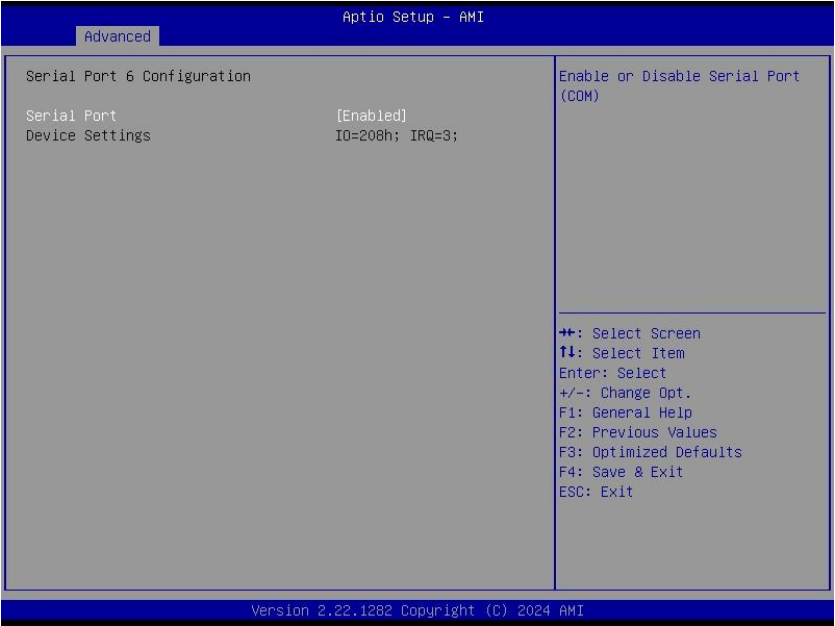 Aptio Setup - AMI
Advanced
Serial Port 6 Configuration
Serial Port [Enabled]
Device Settings IO=208h; IRQ=3;
Enable or Disable Serial Port
(COM)
→←: Select Screen
↑↓: Select Item
Enter: Select
+/-: Change Opt.
F1: General Help
F2: Previous Values
F3: Optimized Defaults
F4: Save & Exit
ESC: Exit
Version 2.22.1282 Copyright (C) 2024 AMI